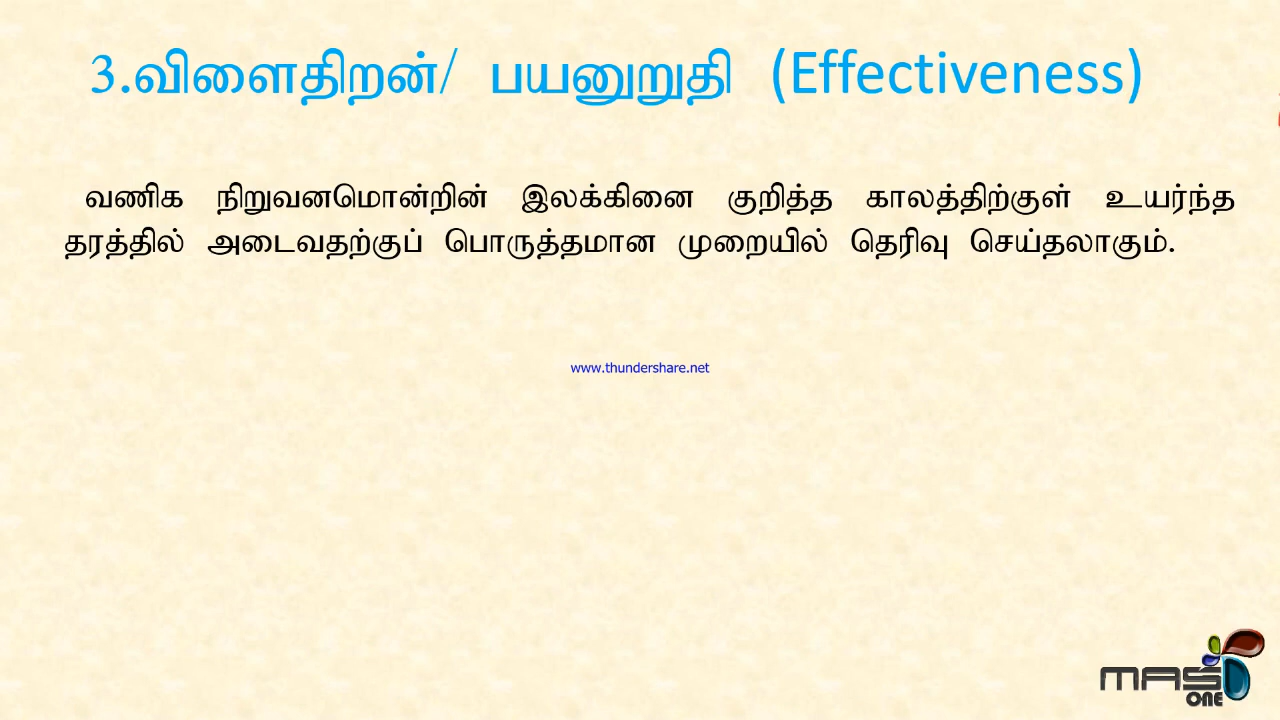 3.விளைதிறன்/ பயனுறுதி (Effectiveness)
வணிக நிறுவனமொன்றின் இலக்கினை குறித்த காலத்திற்குள் உயர்ந்த
தரத்தில் அடைவதற்குப் பொருத்தமான முறையில் தெரிவு செய்தலாகும்.
www.thundershare.net
MAS
ONE